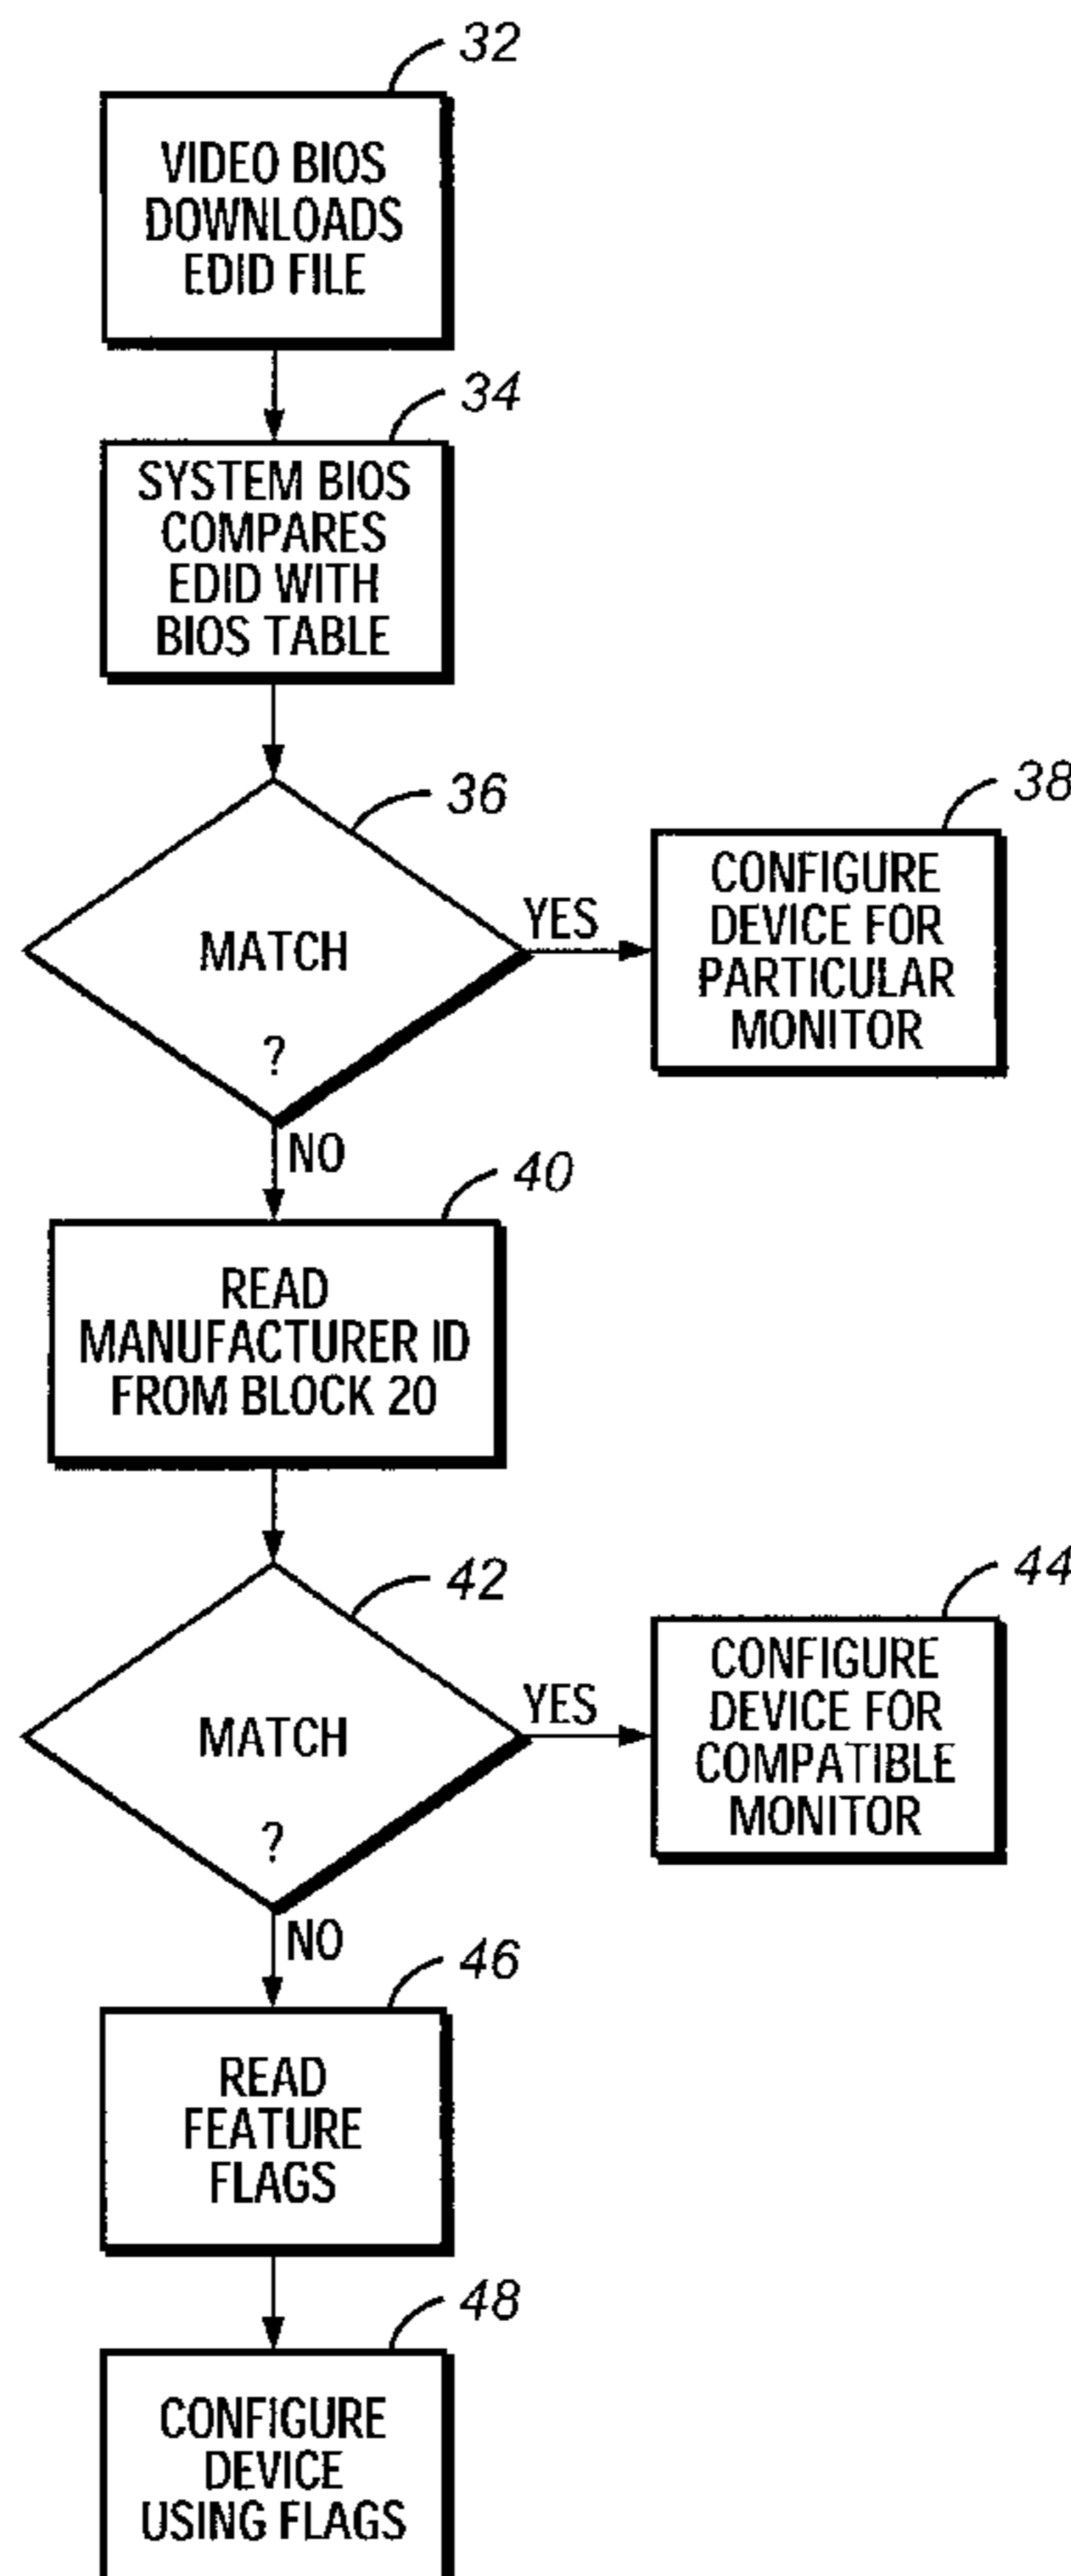 32
VIDEO BIOS
DOWNLOADS
EDID FILE
34
SYSTEM BIOS
COMPARES
EDID WITH
BIOS TABLE
36
MATCH
?
YES
38
CONFIGURE
DEVICE FOR
PARTICULAR
MONITOR
NO
40
READ
MANUFACTURER ID
FROM BLOCK 20
42
MATCH
?
YES
44
CONFIGURE
DEVICE FOR
COMPATIBLE
MONITOR
NO
46
READ
FEATURE
FLAGS
48
CONFIGURE
DEVICE
USING FLAGS